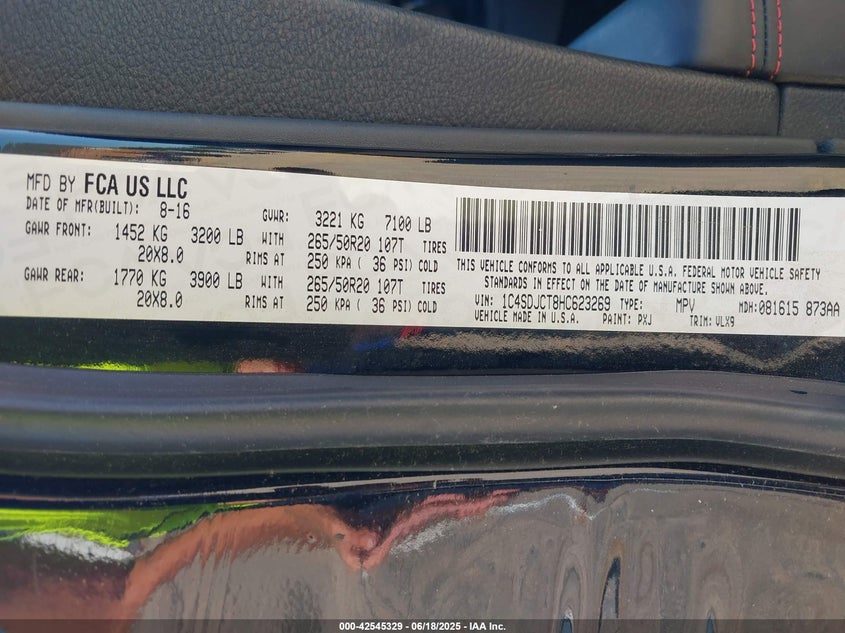 MFD BY FCA US LLC
DATE OF MFR(BUILT): 8-16 GVWR: 3221 KG 7100 LB
GAWR FRONT: 1452 KG 3200 LB WITH 265/50R20 107T TIRES
20X8.0 RIMS AT 250 KPA ( 36 PSI) COLD
GAWR REAR: 1770 KG 3900 LB WITH 265/50R20 107T TIRES
20X8.0 RIMS AT 250 KPA ( 36 PSI) COLD
THIS VEHICLE CONFORMS TO ALL APPLICABLE U.S.A. FEDERAL MOTOR VEHICLE SAFETY
STANDARDS IN EFFECT ON THE DATE OF MANUFACTURE SHOWN ABOVE.
VIN: 1C4SDJCT8HC623269 TYPE: MPV MDH: 081615 873AA
VEHICLE MADE IN U.S.A. PAINT: PXJ TRIM: VLX9
000-42545329 - 06/18/2025 - IAA Inc.